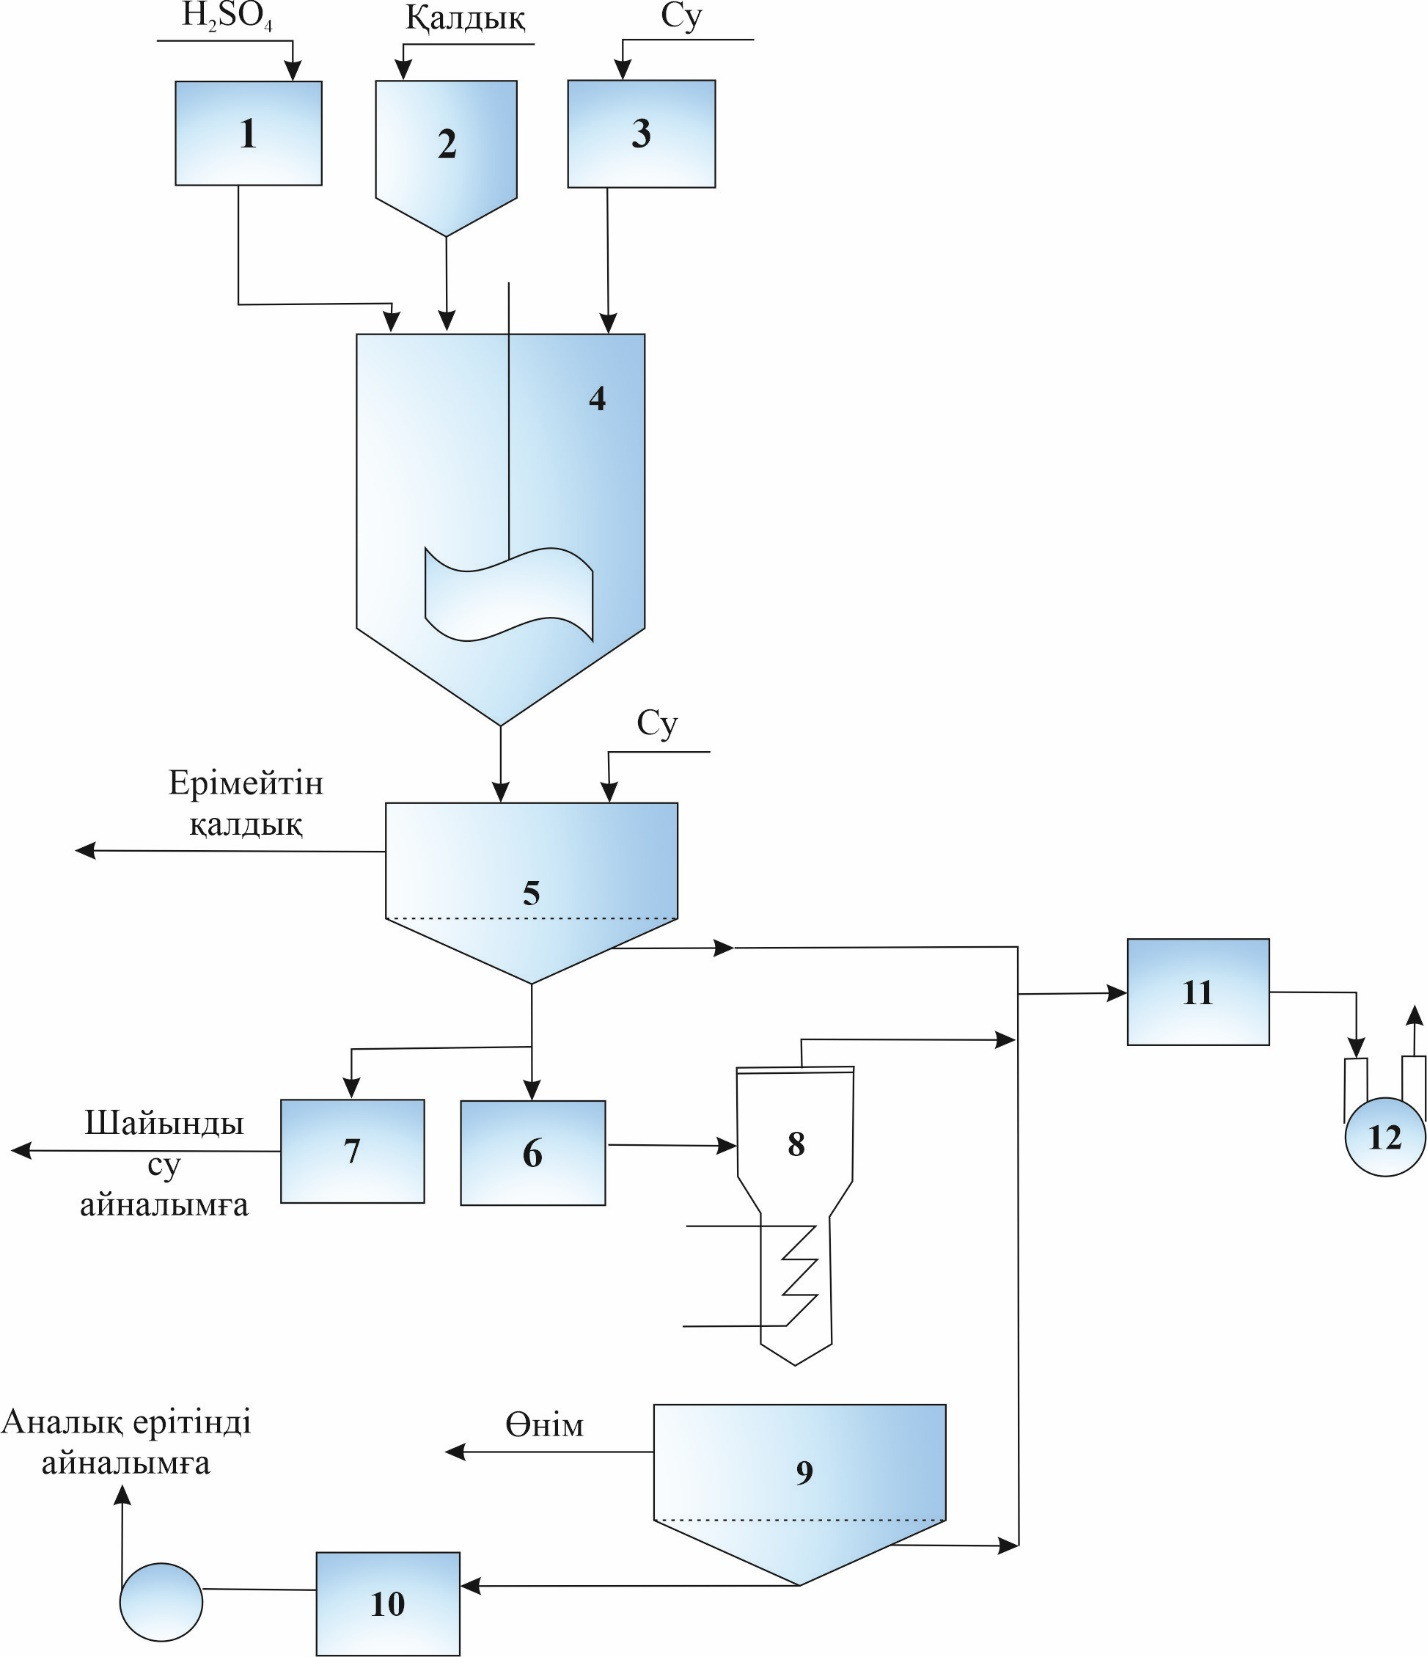 H₂SO₄
Қалдық
Су
1
2
3
4
Су
Ерімейтін
қалдық
5
11
Шайынды
су
айналымға
7
6
8
12
Аналық ерітінді
айналымға
Өнім
9
10